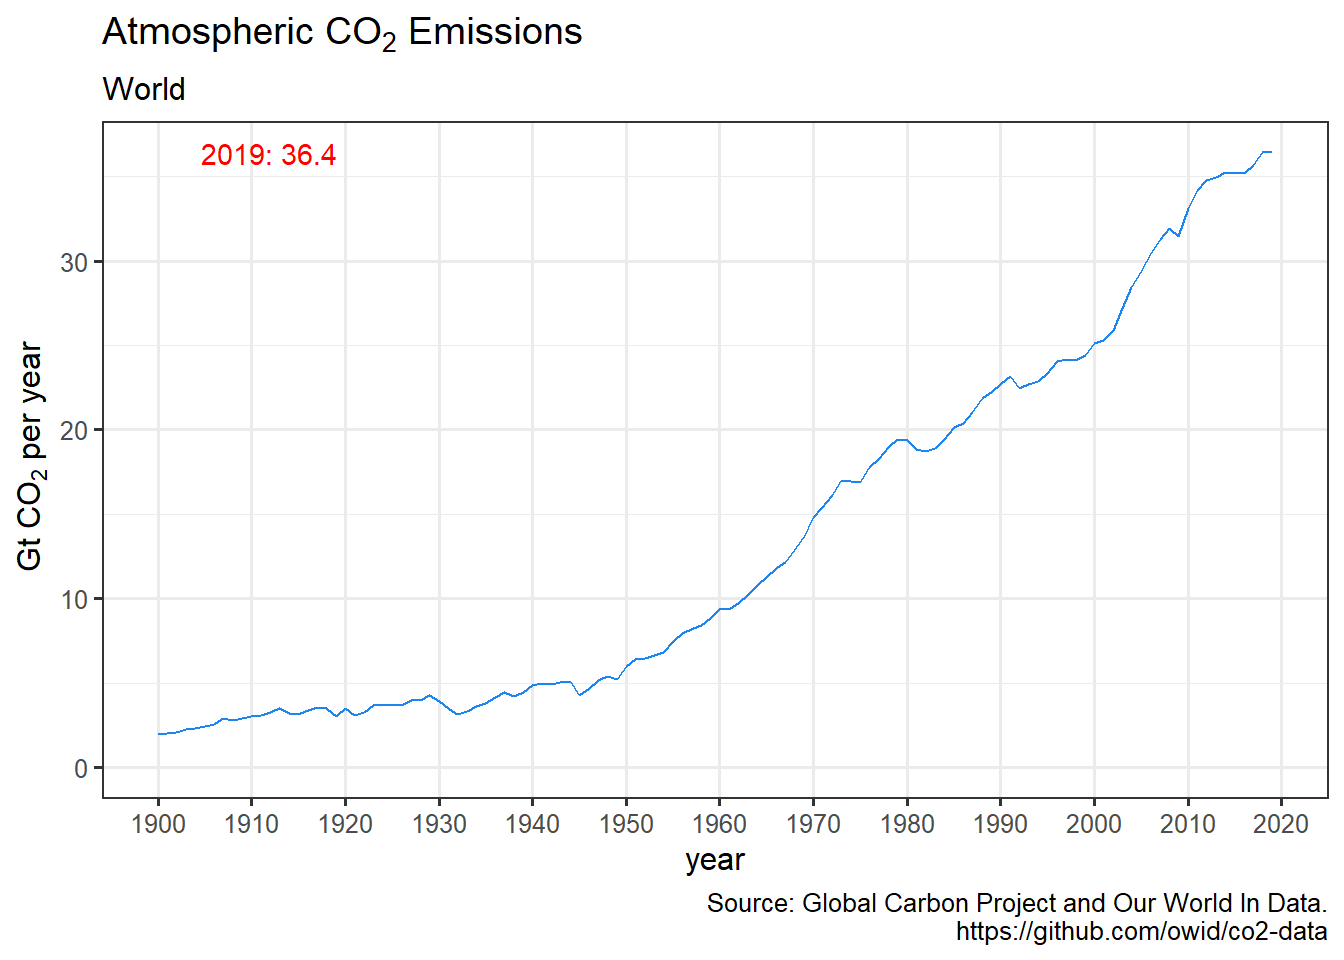 Atmospheric CO₂ Emissions
World
2019: 36.4
Gt CO₂ per year
30
20
10
0
1900 1910 1920 1930 1940 1950 1960 1970 1980 1990 2000 2010 2020
year
Source: Global Carbon Project and Our World In Data.
https://github.com/owid/co2-data